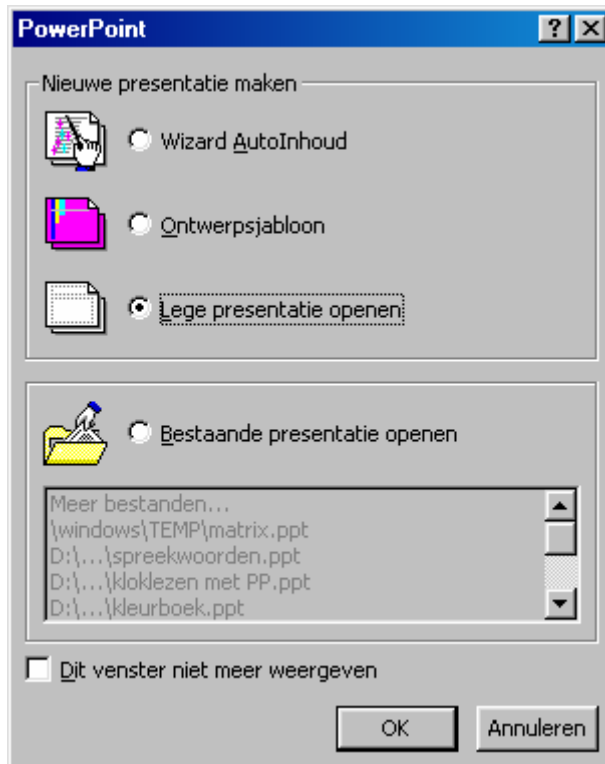 PowerPoint
Nieuwe presentatie maken
Wizard AutoInhoud
Ontwerpsjabloon
Lege presentatie openen
Bestaande presentatie openen
Meer bestanden...
\windows\TEMP\matrix.ppt
D:\...\spreekwoorden.ppt
D:\...\kloklezen met PP.ppt
D:\...\kleurboek.ppt
Dit venster niet meer weergeven
OK Annuleren